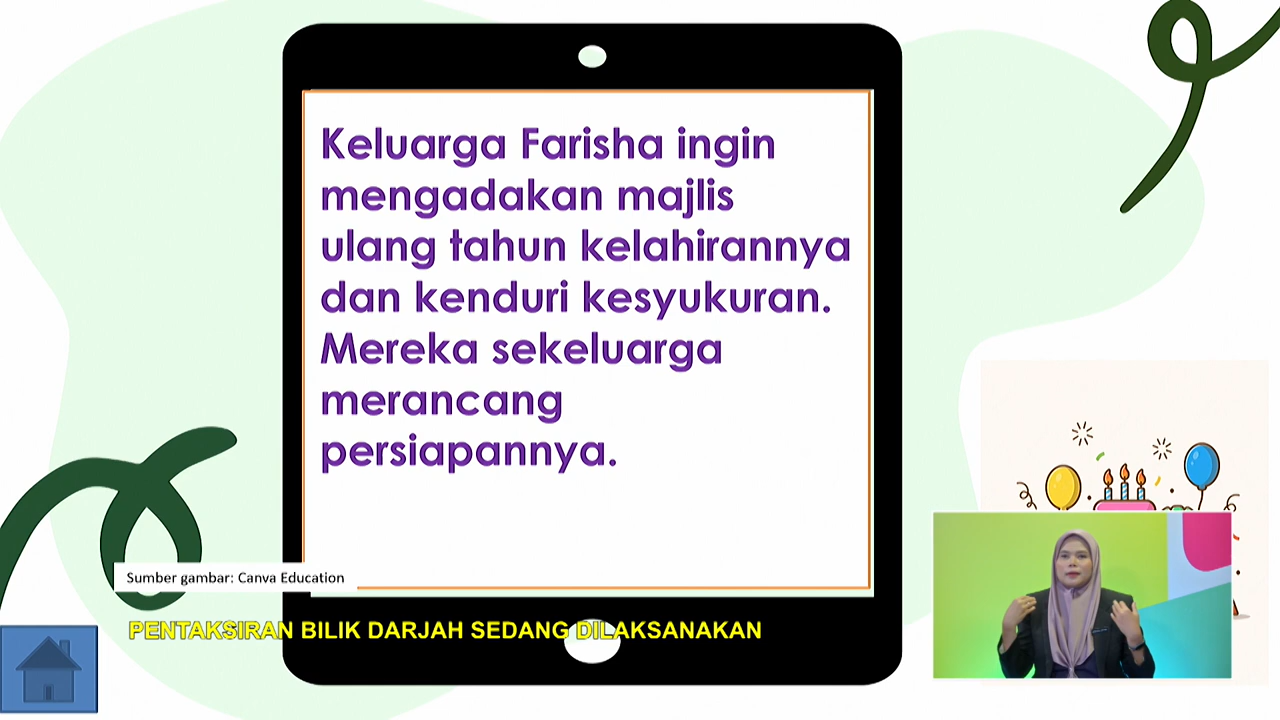 Keluarga Farisha ingin
mengadakan majlis
ulang tahun kelahirannya
dan kenduri kesyukuran.
Mereka sekeluarga
merancang
persiapannya.
Sumber gambar: Canva Education
PENTAKSIRAN BILIK DARJAH SEDANG DILAKSANAKAN